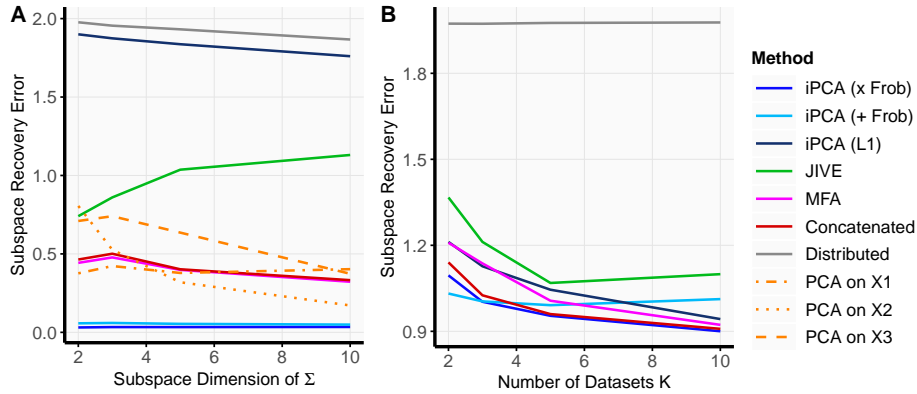 A
B
2.0
1.5
1.0
0.5
0.0
Subspace Recovery Error
2
4
6
8
10
Subspace Dimension of Σ
1.8
1.5
1.2
0.9
Subspace Recovery Error
2
4
6
8
10
Number of Datasets K
Method
iPCA (x Frob)
iPCA (+ Frob)
iPCA (L1)
JIVE
MFA
Concatenated
Distributed
PCA on X1
PCA on X2
PCA on X3